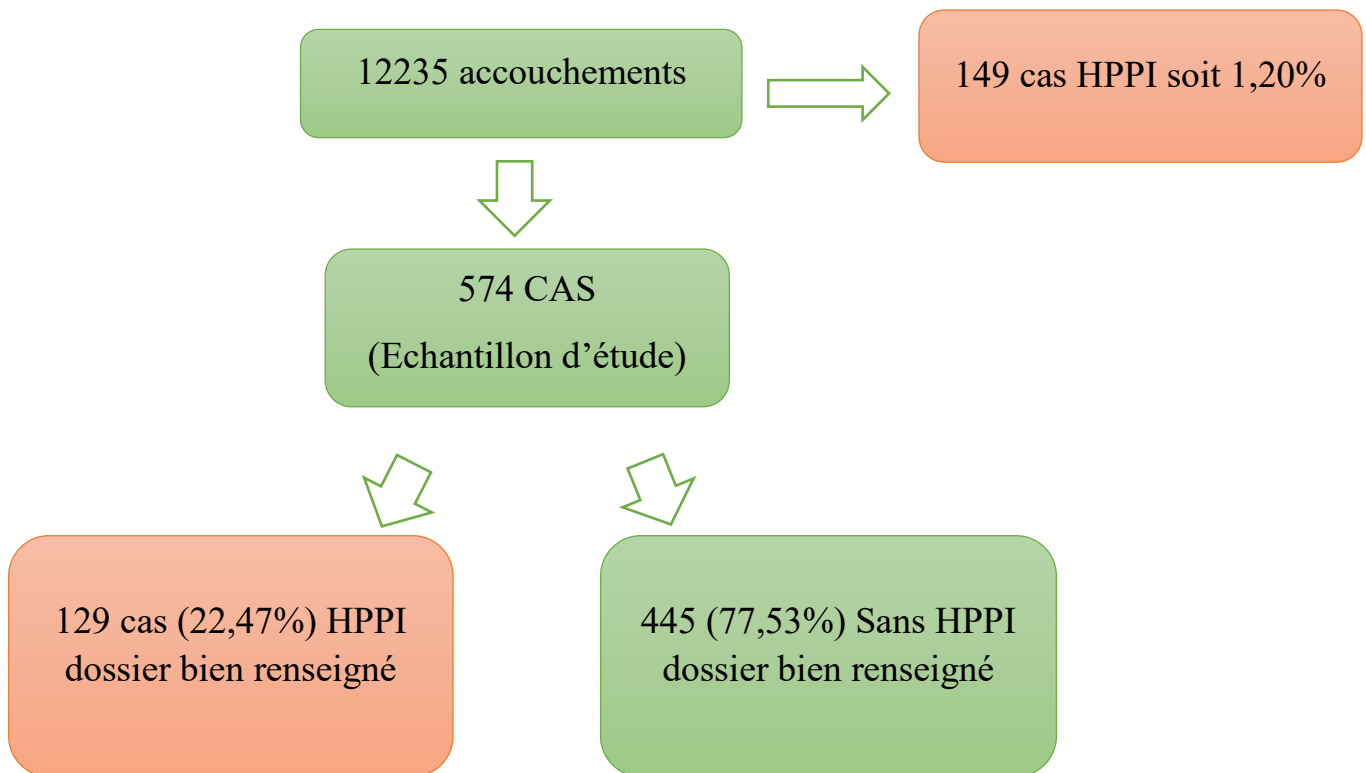 12235 accouchements
149 cas HPPI soit 1,20%
574 CAS
(Echantillon d’étude)
129 cas (22,47%) HPPI
dossier bien renseigné
445 (77,53%) Sans HPPI
dossier bien renseigné